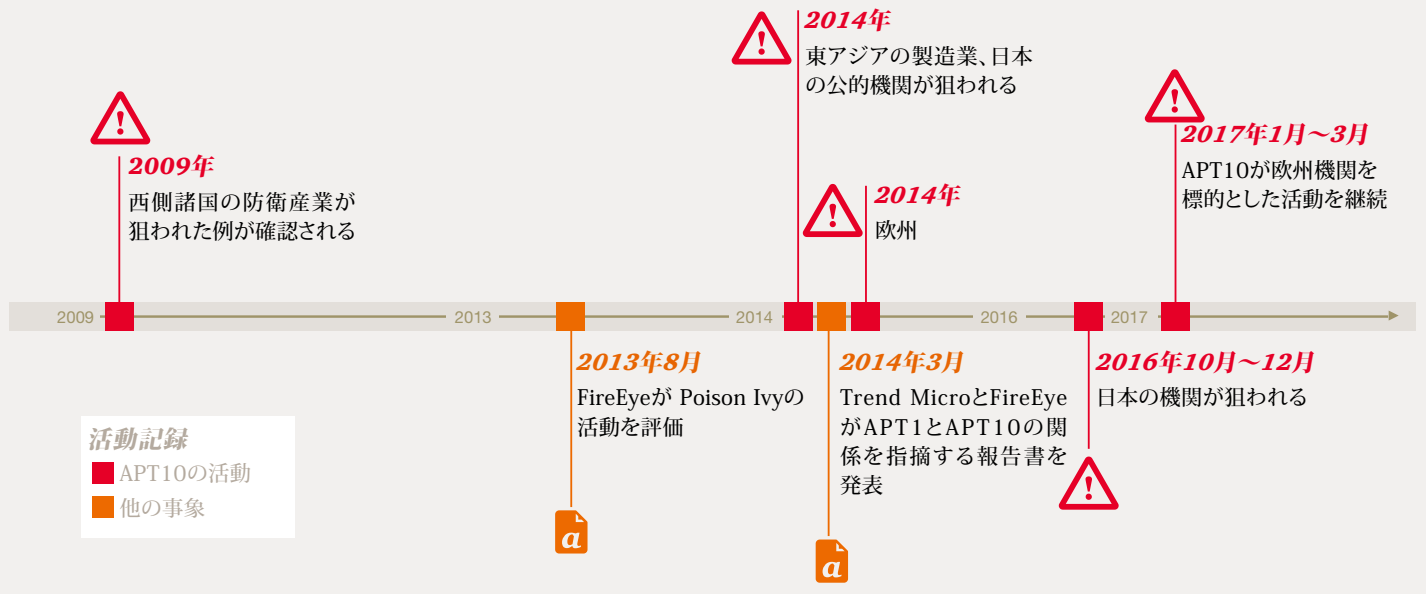 2014年
東アジアの製造業、日本
の公的機関が狙われる
2009年
西側諸国の防衛産業が
狙われた例が確認される
2014年
欧州
2017年1月～3月
APT10が欧州機関を
標的とした活動を継続
2009
2013
2014
2016
2017
2013年8月
FireEyeが Poison Ivyの
活動を評価
2014年3月
Trend MicroとFireEye
がAPT1とAPT10の関
係を指摘する報告書を
発表
2016年10月～12月
日本の機関が狙われる
活動記録
APT10の活動
他の事象
a
a